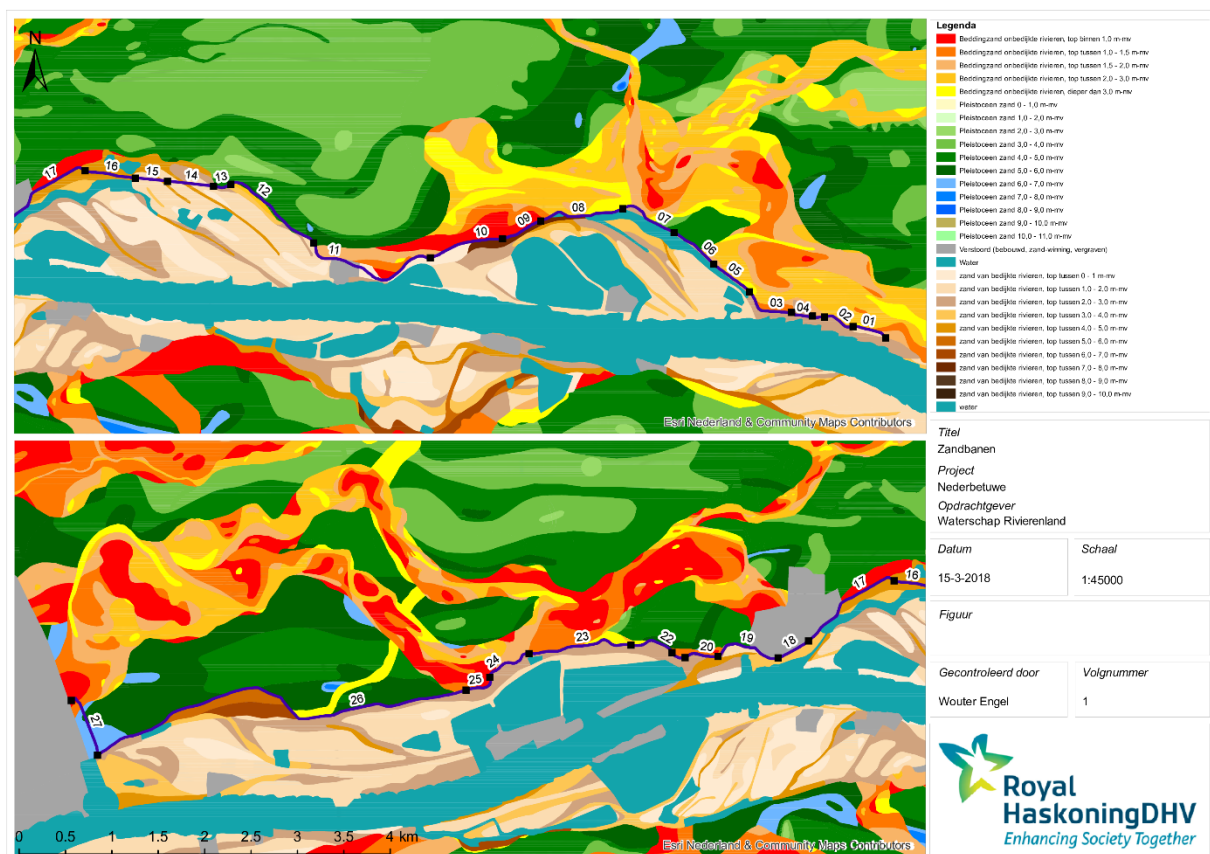 N
17
16
15
14
13
12
11
10
09
08
07
06
05
03
04
02
01
Esri Nederland & Community Maps Contributors
27
26
25
24
23
22
20
19
18
17
16
0 0.5 1 1.5 2 2.5 3 3.5 4 km
Esri Nederland & Community Maps Contributors
Legenda
Beddingzand onbedijkte rivieren, top binnen 1,0 m-mv
Beddingzand onbedijkte rivieren, top tussen 1,0 - 1,5 m-mv
Beddingzand onbedijkte rivieren, top tussen 1,5 - 2,0 m-mv
Beddingzand onbedijkte rivieren, top tussen 2,0 - 3,0 m-mv
Beddingzand onbedijkte rivieren, dieper dan 3,0 m-mv
Pleistoceen zand 0 - 1,0 m-mv
Pleistoceen zand 1,0 - 2,0 m-mv
Pleistoceen zand 2,0 - 3,0 m-mv
Pleistoceen zand 3,0 - 4,0 m-mv
Pleistoceen zand 4,0 - 5,0 m-mv
Pleistoceen zand 5,0 - 6,0 m-mv
Pleistoceen zand 6,0 - 7,0 m-mv
Pleistoceen zand 7,0 - 8,0 m-mv
Pleistoceen zand 8,0 - 9,0 m-mv
Pleistoceen zand 9,0 - 10,0 m-mv
Pleistoceen zand 10,0 - 11,0 m-mv
Verstoord (bebouwd, zand-winning, vergraven)
Water
zand van bedijkte rivieren, top tussen 0 - 1 m-mv
zand van bedijkte rivieren, top tussen 1,0 - 2,0 m-mv
zand van bedijkte rivieren, top tussen 2,0 - 3,0 m-mv
zand van bedijkte rivieren, top tussen 3,0 - 4,0 m-mv
zand van bedijkte rivieren, top tussen 4,0 - 5,0 m-mv
zand van bedijkte rivieren, top tussen 5,0 - 6,0 m-mv
zand van bedijkte rivieren, top tussen 6,0 - 7,0 m-mv
zand van bedijkte rivieren, top tussen 7,0 - 8,0 m-mv
zand van bedijkte rivieren, top tussen 8,0 - 9,0 m-mv
zand van bedijkte rivieren, top tussen 9,0 - 10,0 m-mv
water
Titel
Zandbanen
Project
Nederbetuwe
Opdrachtgever
Waterschap Rivierenland
Datum
15-3-2018
Schaal
1:45000
Figuur
Gecontroleerd door
Wouter Engel
Volgnummer
1
Royal
HaskoningDHV
Enhancing Society Together